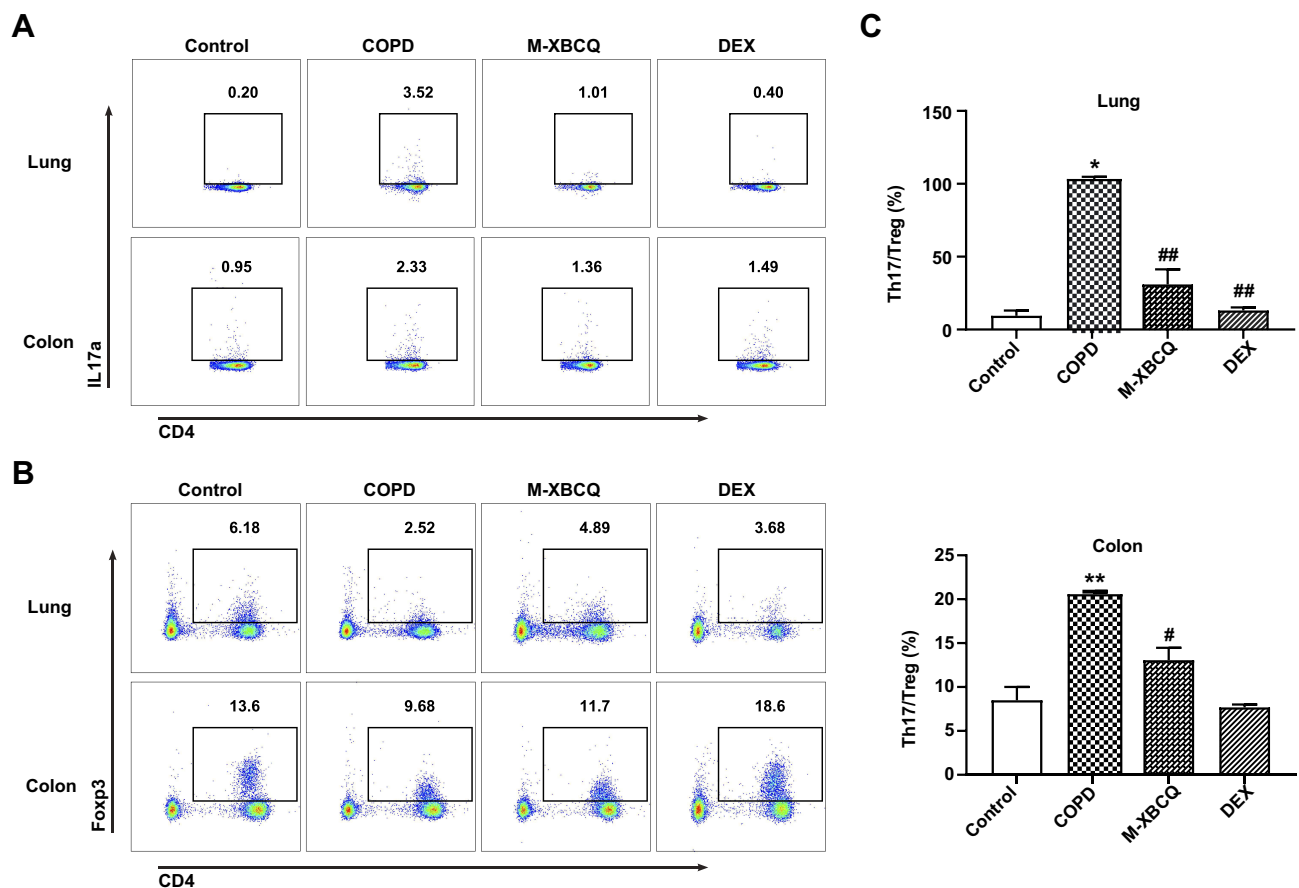 A
Control COPD M-XBCQ DEX
Lung
0.20 3.52 1.01 0.40
Colon
0.95 2.33 1.36 1.49
IL17a
CD4
B
Control COPD M-XBCQ DEX
Lung
6.18 2.52 4.89 3.68
Colon
13.6 9.68 11.7 18.6
Foxp3
CD4
C
Lung
Th17/Treg (%)
150
100
50
0
*
##
##
Control COPD M-XBCQ DEX
Colon
Th17/Treg (%)
25
20
15
10
5
0
**
#
Control COPD M-XBCQ DEX